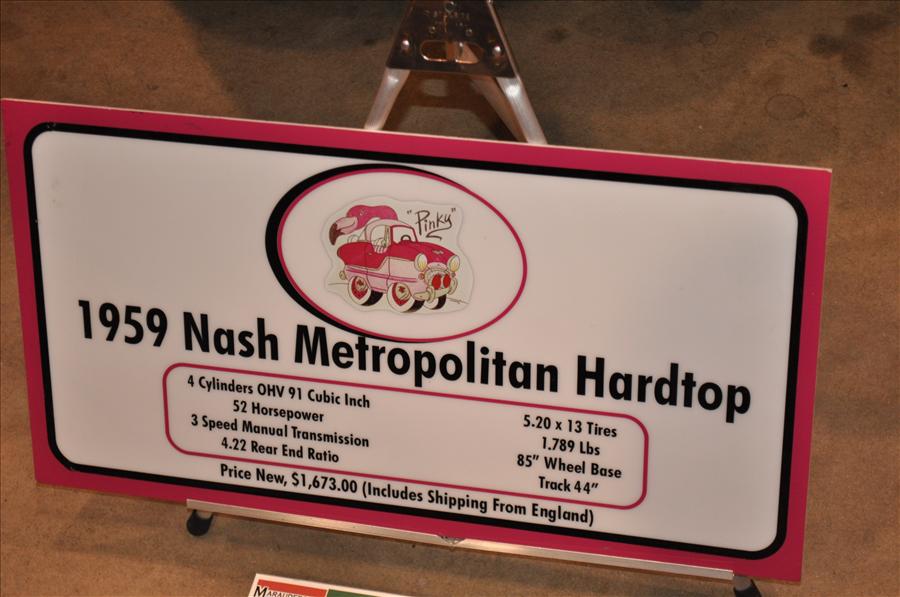 "Pinky"
1959 Nash Metropolitan Hardtop
4 Cylinders OHV 91 Cubic Inch
52 Horsepower
3 Speed Manual Transmission
4.22 Rear End Ratio
5.20 x 13 Tires
1.789 Lbs
85” Wheel Base
Track 44”
Price New, $1,673.00 (Includes Shipping From England)